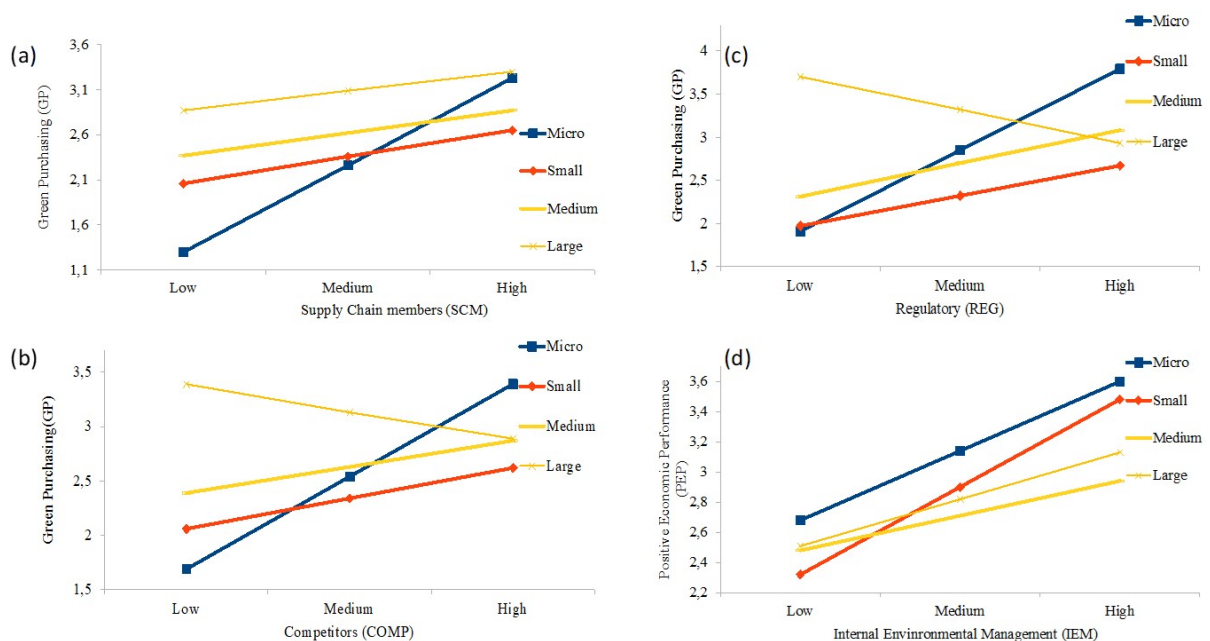 (a)
3,6
3,1
2,6
2,1
1,6
1,1
Green Purchasing (GP)
Low
Medium
High
Supply Chain members (SCM)
Micro
Small
Medium
Large
(b)
3,5
3
2,5
2
1,5
Green Purchasing(GP)
Low
Medium
High
Competitors (COMP)
Micro
Small
Medium
Large
(c)
4
3,5
3
2,5
2
1,5
Green Purchasing (GP)
Low
Medium
High
Regulatory (REG)
Micro
Small
Medium
Large
(d)
3,6
3,4
3,2
3
2,8
2,6
2,4
2,2
Positive Economic Performance
(PEP)
Low
Medium
High
Internal Envinronmental Management (IEM)
Micro
Small
Medium
Large